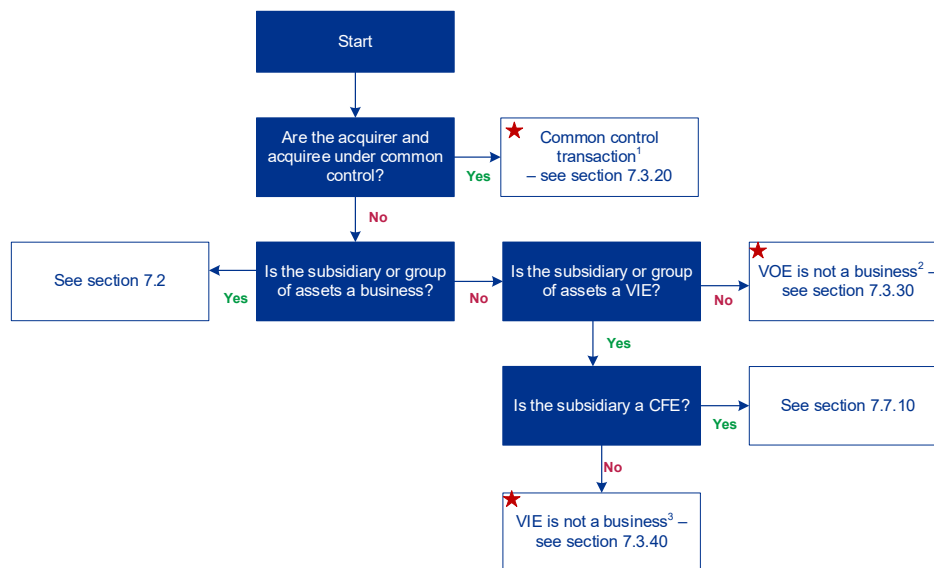 Start
Are the acquirer and
acquiree under common
control?
Yes
Common control
transaction¹
– see section 7.3.20
No
See section 7.2
Yes
Is the subsidiary or group
of assets a business?
No
Is the subsidiary or group
of assets a VIE?
No
VOE is not a business² –
see section 7.3.30
Yes
Is the subsidiary a CFE?
Yes
See section 7.7.10
No
VIE is not a business³ –
see section 7.3.40